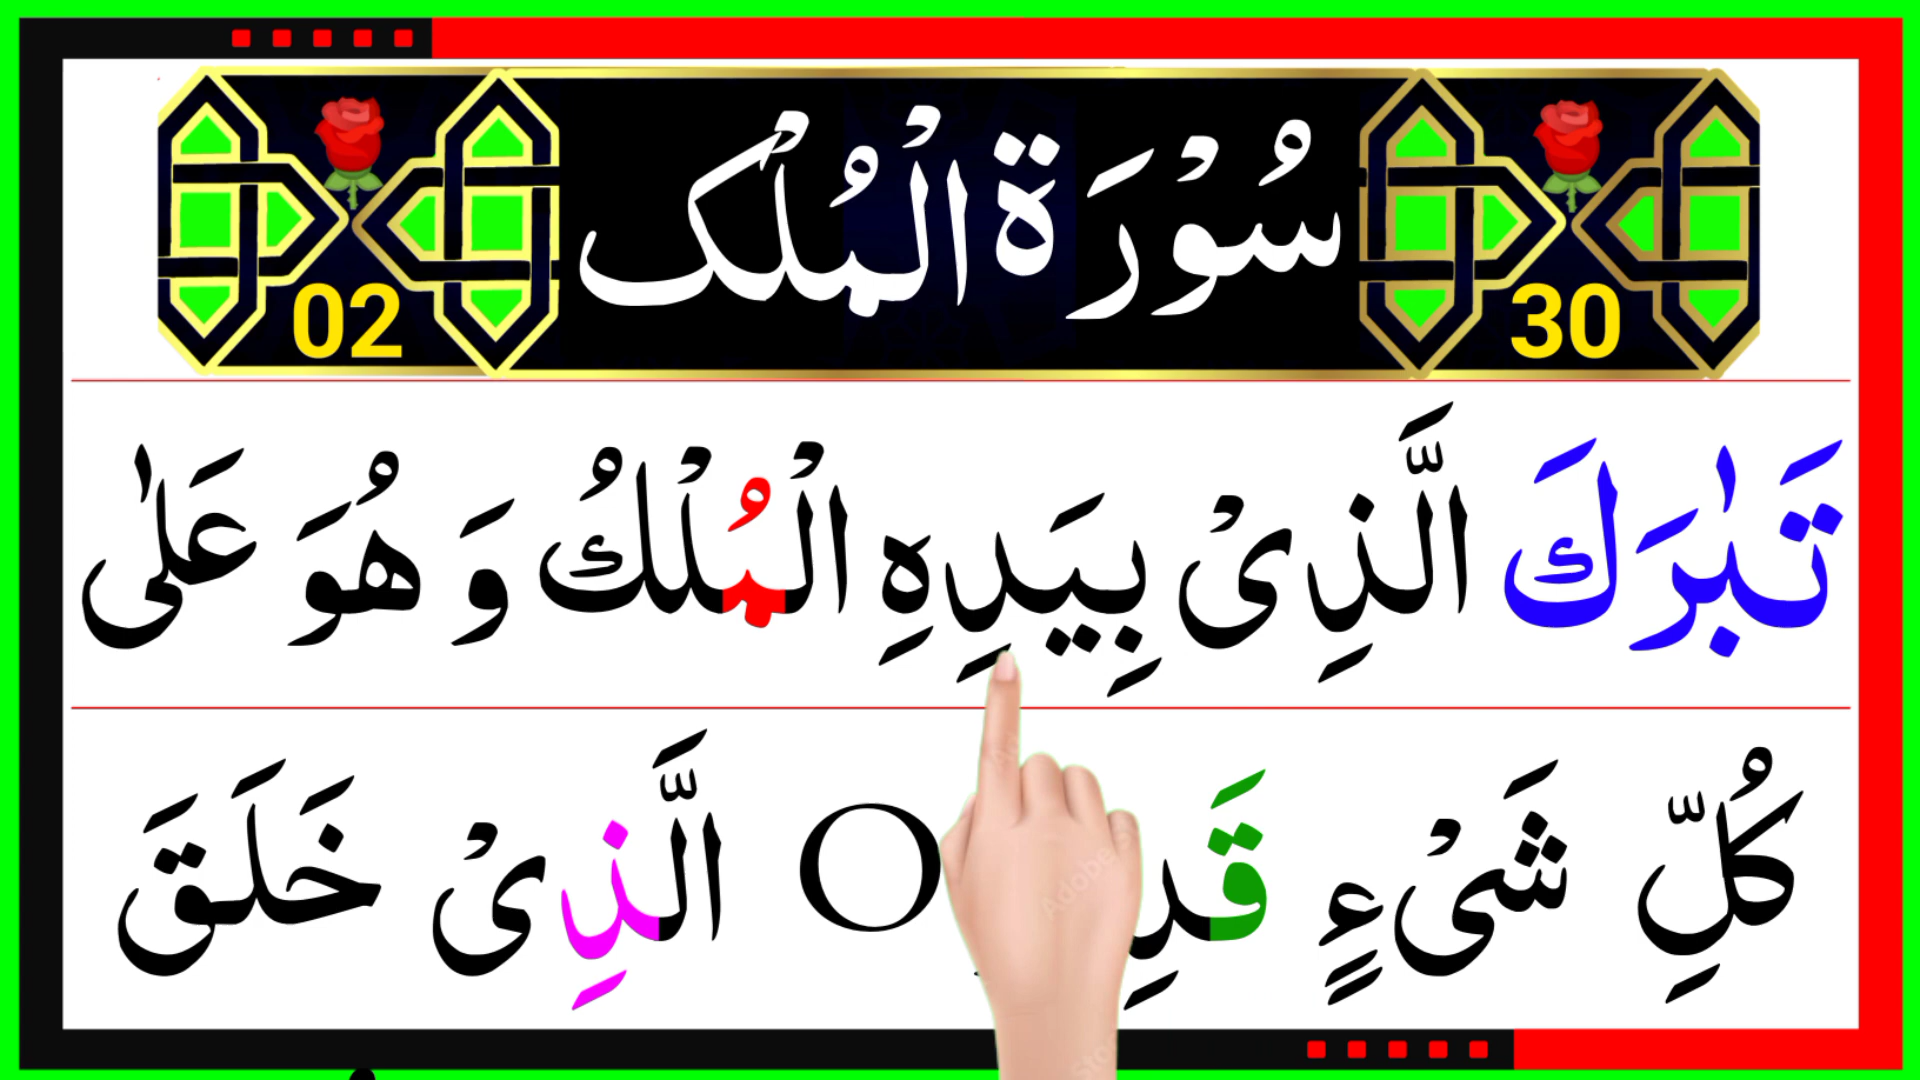 سُوْرَةُ الْمُلْک
02 30
تَبٰرَكَ الَّذِیْ بِیَدِهِ الْمُلْكُ وَ هُوَ عَلٰى
كُلِّ شَیْءٍ الَّذِیْ خَلَقَ